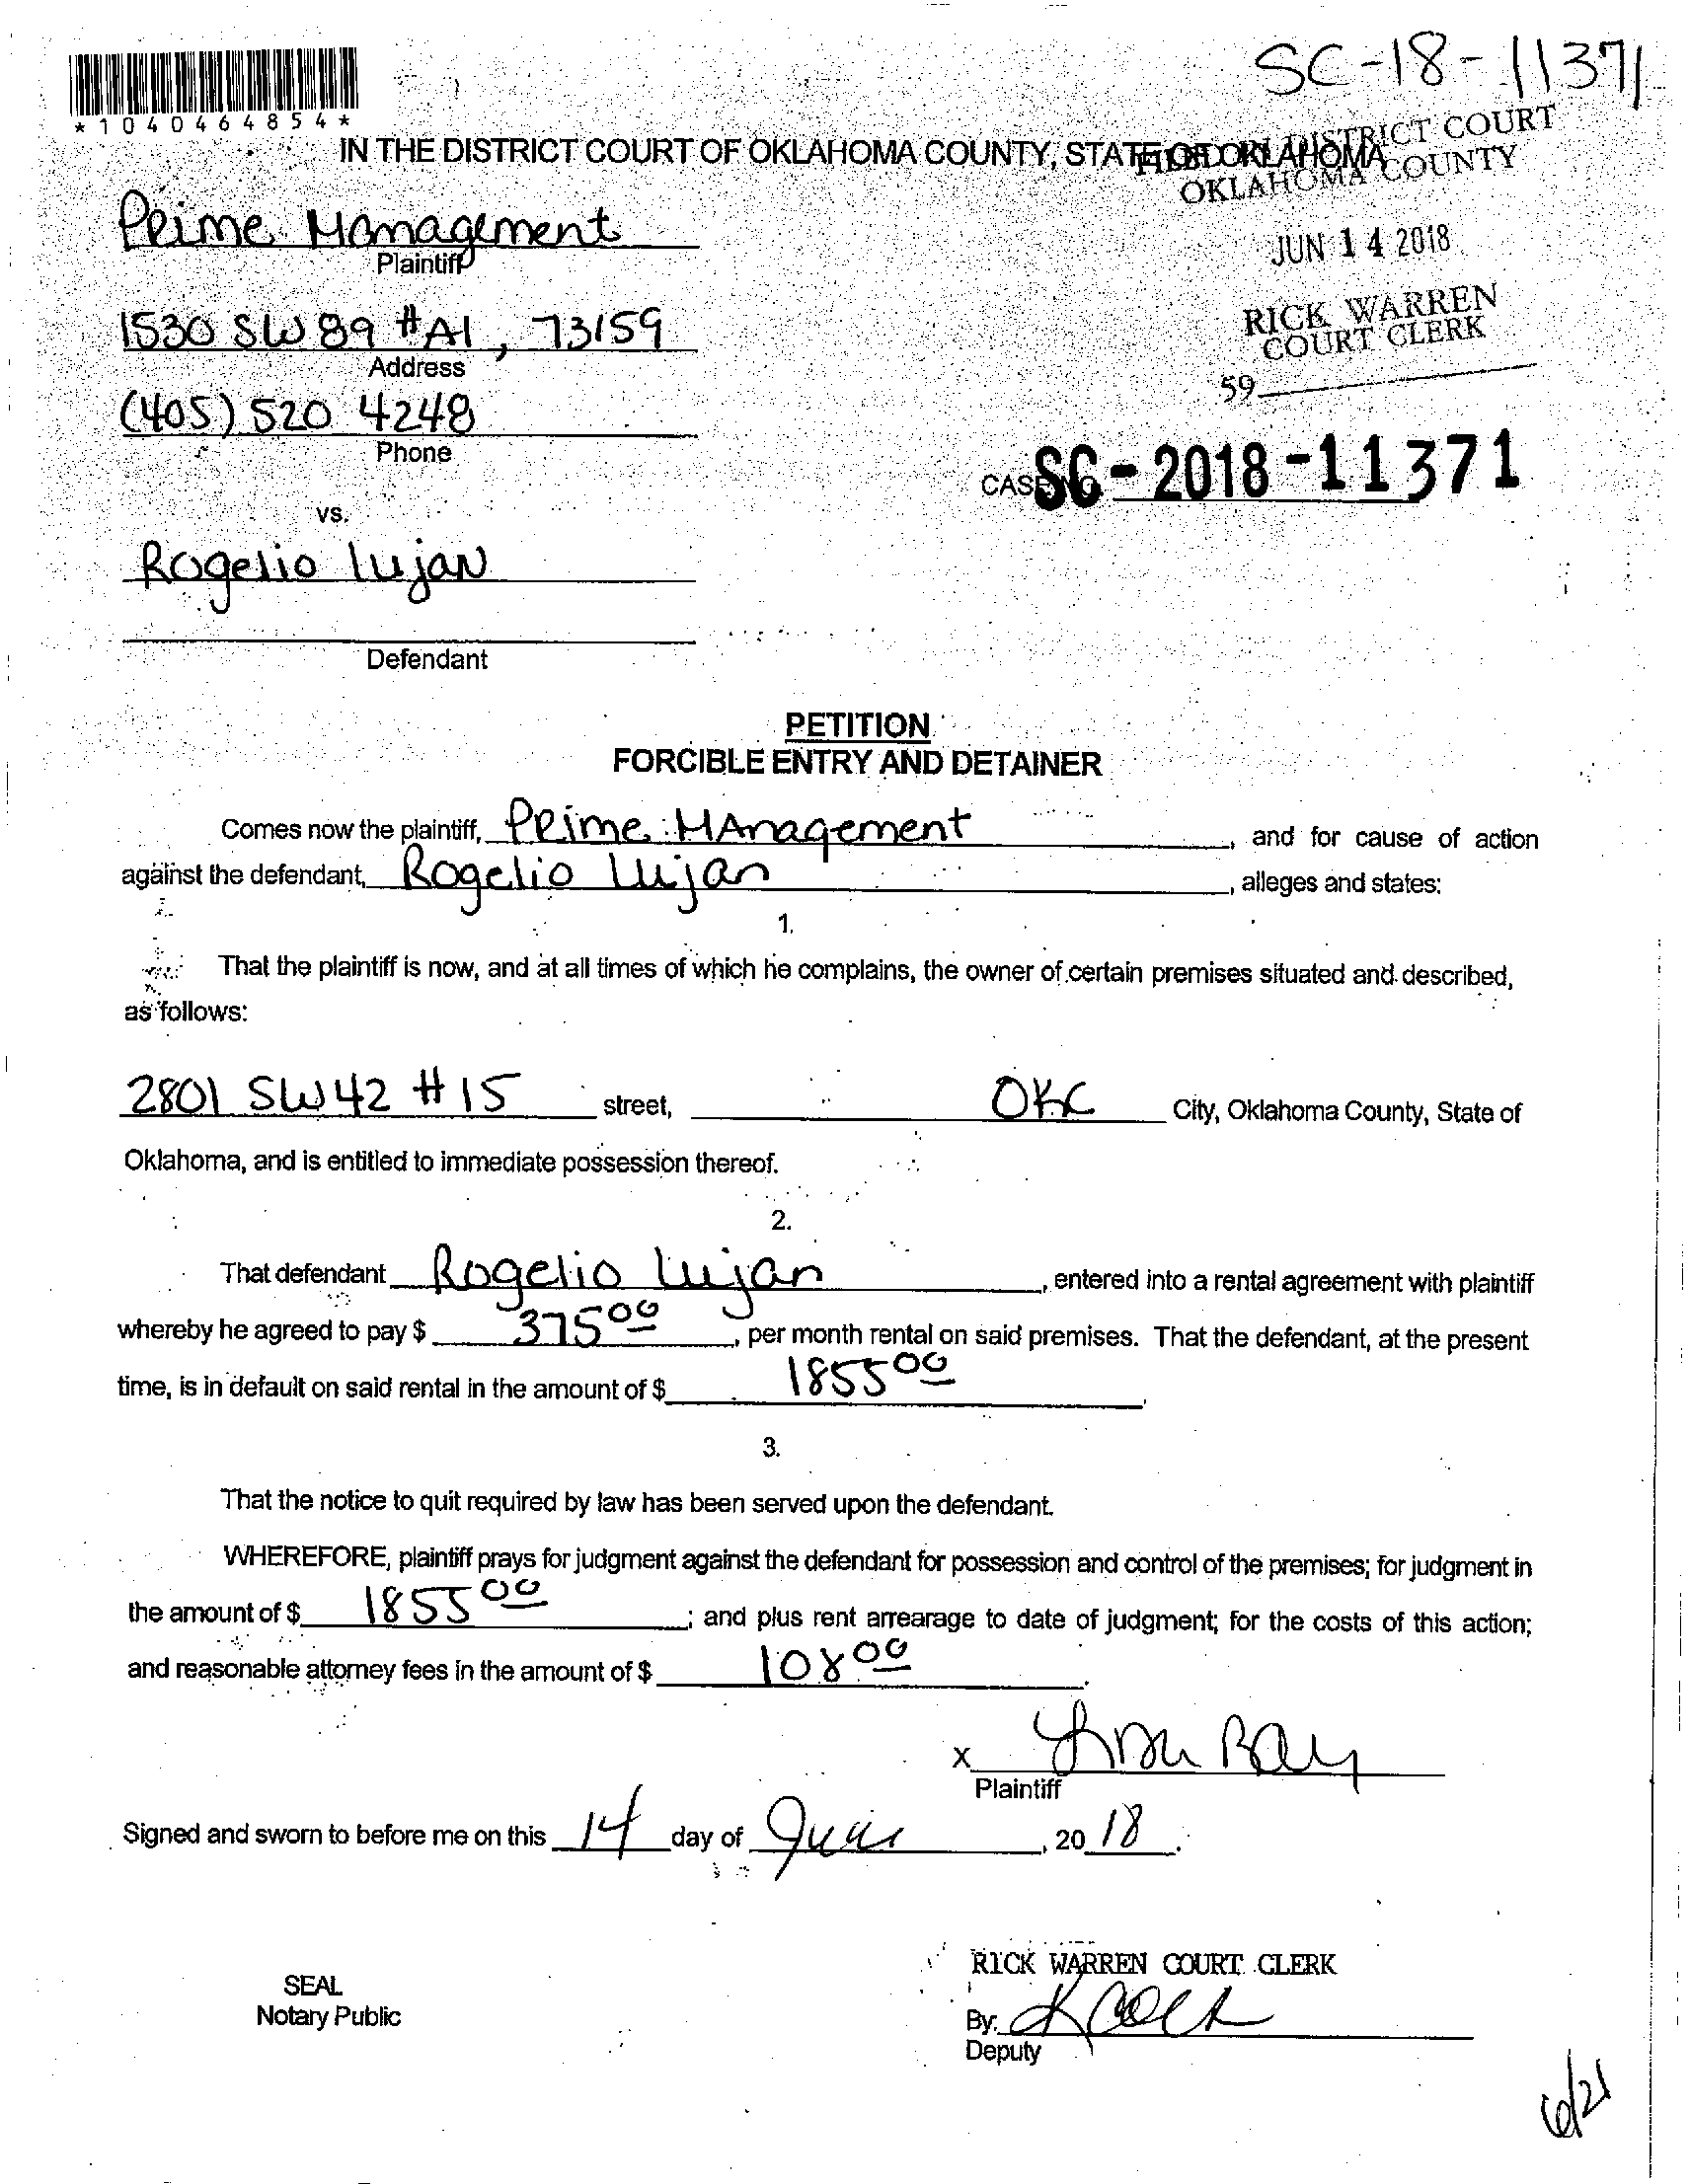 SC-18-11371
*1040464854*
IN THE DISTRICT COURT OF OKLAHOMA COUNTY, STATE OF OKLAHOMA
FILED IN DISTRICT COURT
OKLAHOMA COUNTY
Prime Management
Plaintiff
JUN 14 2018
1530 SW 89 #A1, 73159
Address
RICK WARREN
COURT CLERK
59
(405) 520 4248
Phone
CASE NO. SC-2018-11371
vs.
Rogelio Lujan
Defendant
PETITION
FORCIBLE ENTRY AND DETAINER
Comes now the plaintiff, Prime Management, and for cause of action
against the defendant, Rogelio Lujan, alleges and states:
1.
That the plaintiff is now, and at all times of which he complains, the owner of certain premises situated and described,
as follows:
2801 SW 42 #15 street, OKC City, Oklahoma County, State of
Oklahoma, and is entitled to immediate possession thereof.
2.
That defendant Rogelio Lujan, entered into a rental agreement with plaintiff
whereby he agreed to pay $ 375 00, per month rental on said premises. That the defendant, at the present
time, is in default on said rental in the amount of $ 1855 00.
3.
That the notice to quit required by law has been served upon the defendant.
WHEREFORE, plaintiff prays for judgment against the defendant for possession and control of the premises; for judgment in
the amount of $ 1855 00; and plus rent arrearage to date of judgment; for the costs of this action;
and reasonable attorney fees in the amount of $ 108 00.
x
Plaintiff
Signed and sworn to before me on this 14 day of June, 20 18.
RICK WARREN COURT CLERK
SEAL
Notary Public
By:
Deputy
6/21